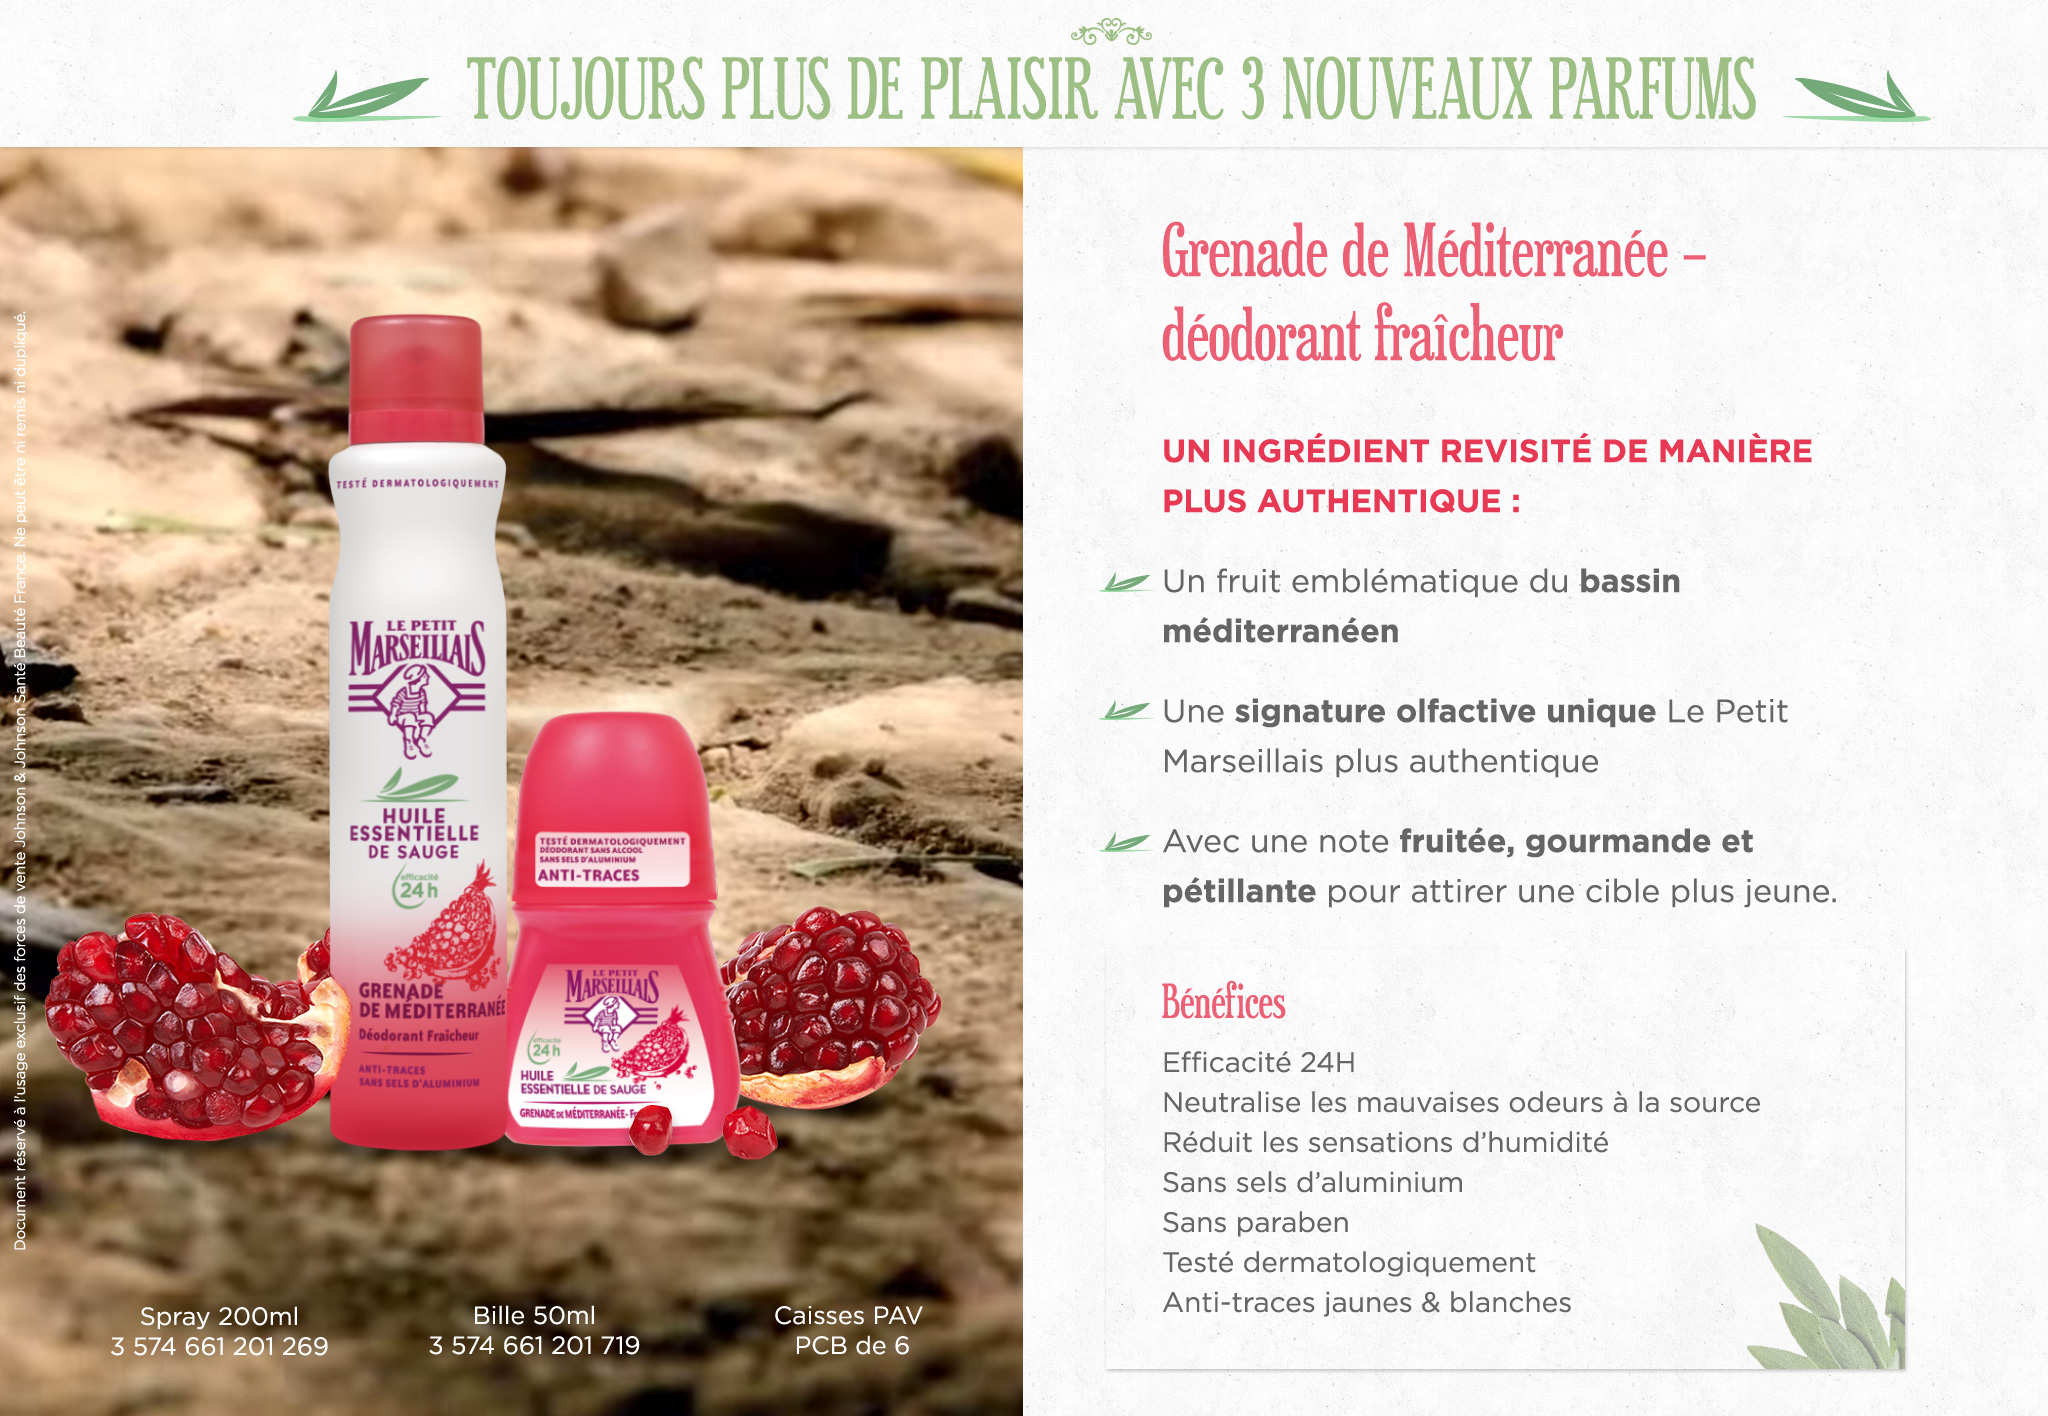 TOUJOURS PLUS DE PLAISIR AVEC 3 NOUVEAUX PARFUMS
Document réservé à l'usage exclusif des forces de vente Johnson & Johnson Santé Beauté France. Ne peut être ni remis ni dupliqué.
TESTÉ DERMATOLOGIQUEMENT
LE PETIT
MARSEILLAIS
HUILE
ESSENTIELLE
DE SAUGE
efficacité
24h
GRENADE
DE MÉDITERRANÉE
Déodorant Fraîcheur
ANTI-TRACES
SANS SELS D'ALUMINIUM
TESTÉ DERMATOLOGIQUEMENT
DÉODORANT SANS ALCOOL
SANS SELS D'ALUMINIUM
ANTI-TRACES
LE PETIT
MARSEILLAIS
efficacité
24h
HUILE
ESSENTIELLE DE SAUGE
GRENADE DE MÉDITERRANÉE-
Spray 200ml
3 574 661 201 269
Bille 50ml
3 574 661 201 719
Caisses PAV
PCB de 6
Grenade de Méditerranée –
déodorant fraîcheur
UN INGRÉDIENT REVISITÉ DE MANIÈRE
PLUS AUTHENTIQUE :
Un fruit emblématique du bassin
méditerranéen
Une signature olfactive unique Le Petit
Marseillais plus authentique
Avec une note fruitée, gourmande et
pétillante pour attirer une cible plus jeune.
Bénéfices
Efficacité 24H
Neutralise les mauvaises odeurs à la source
Réduit les sensations d'humidité
Sans sels d'aluminium
Sans paraben
Testé dermatologiquement
Anti-traces jaunes & blanches